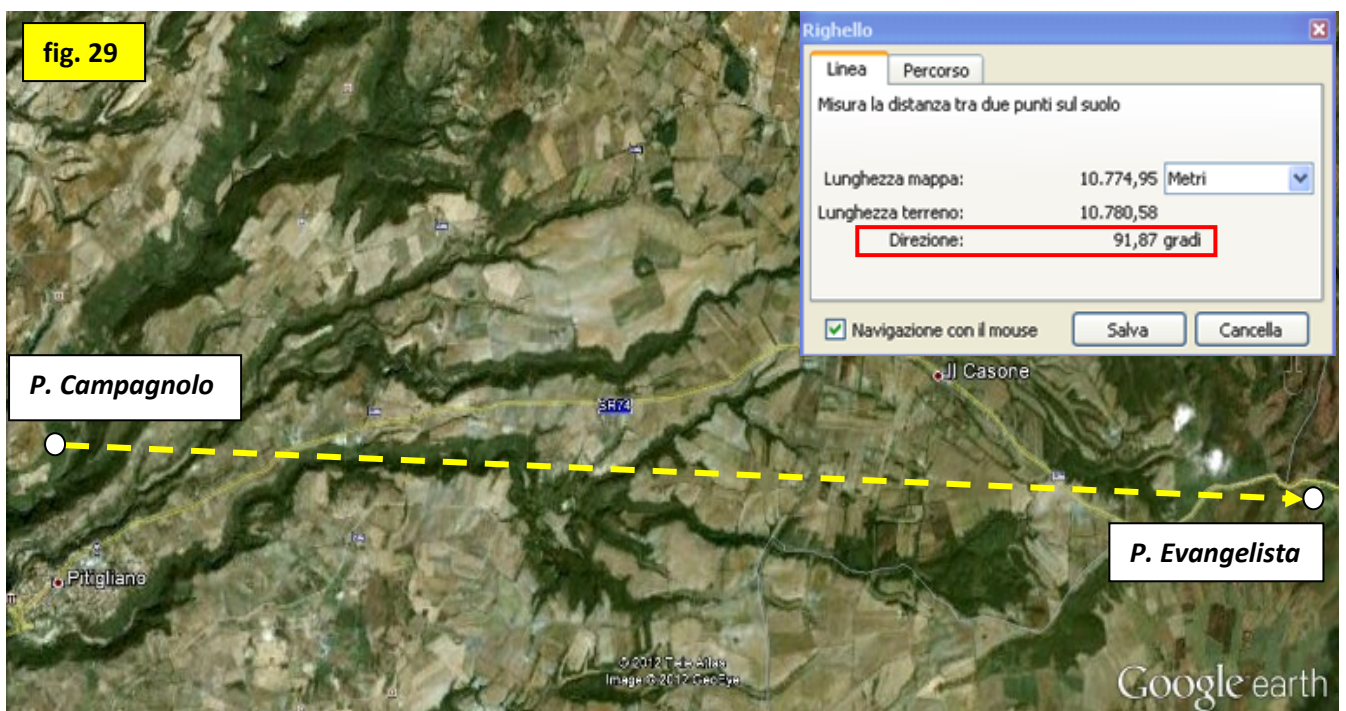 fig. 29
Righello
Linea Percorso
Misura la distanza tra due punti sul suolo
Lunghezza mappa: 10.774,95 Metri
Lunghezza terreno: 10.780,58
Direzione: 91,87 gradi
Navigazione con il mouse Salva Cancella
P. Campagnolo
Il Casone
SR74
P. Evangelista
Pitigliano
© 2012 Tele Atlas
Image © 2012 GeoEye
Google earth